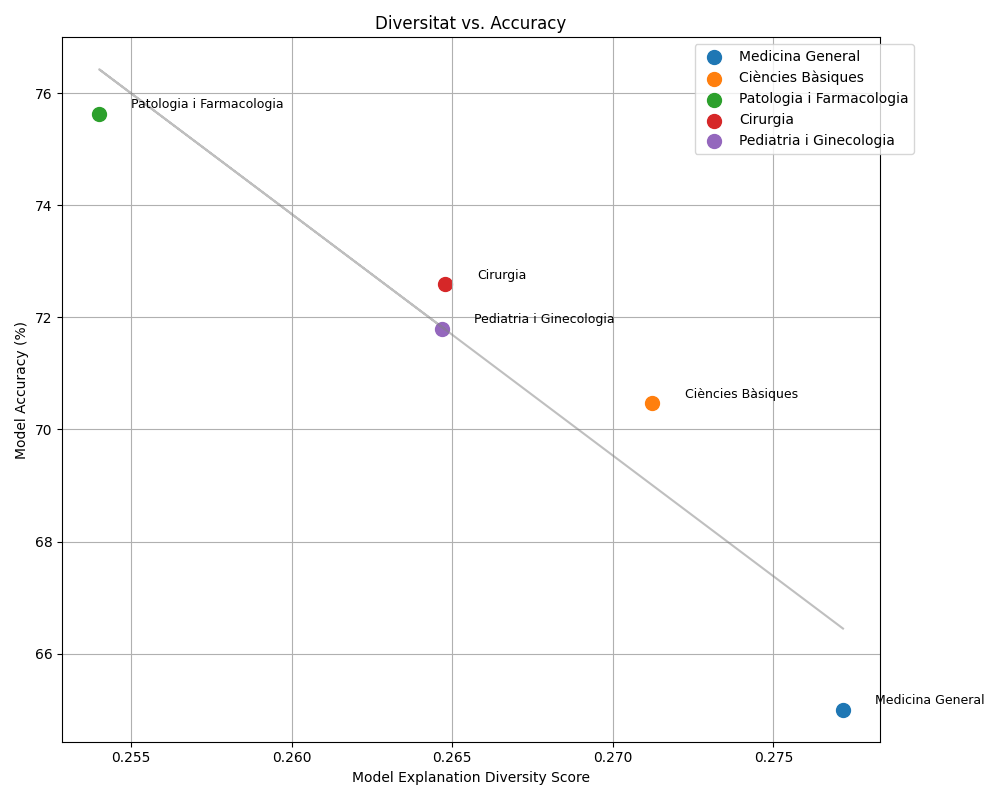 Diversitat vs. Accuracy
Medicina General
Ciències Bàsiques
Patologia i Farmacologia
Cirurgia
Pediatria i Ginecologia
Patologia i Farmacologia
Cirurgia
Pediatria i Ginecologia
Ciències Bàsiques
Medicina General
76
74
72
70
68
66
Model Accuracy (%)
0.255
0.260
0.265
0.270
0.275
Model Explanation Diversity Score